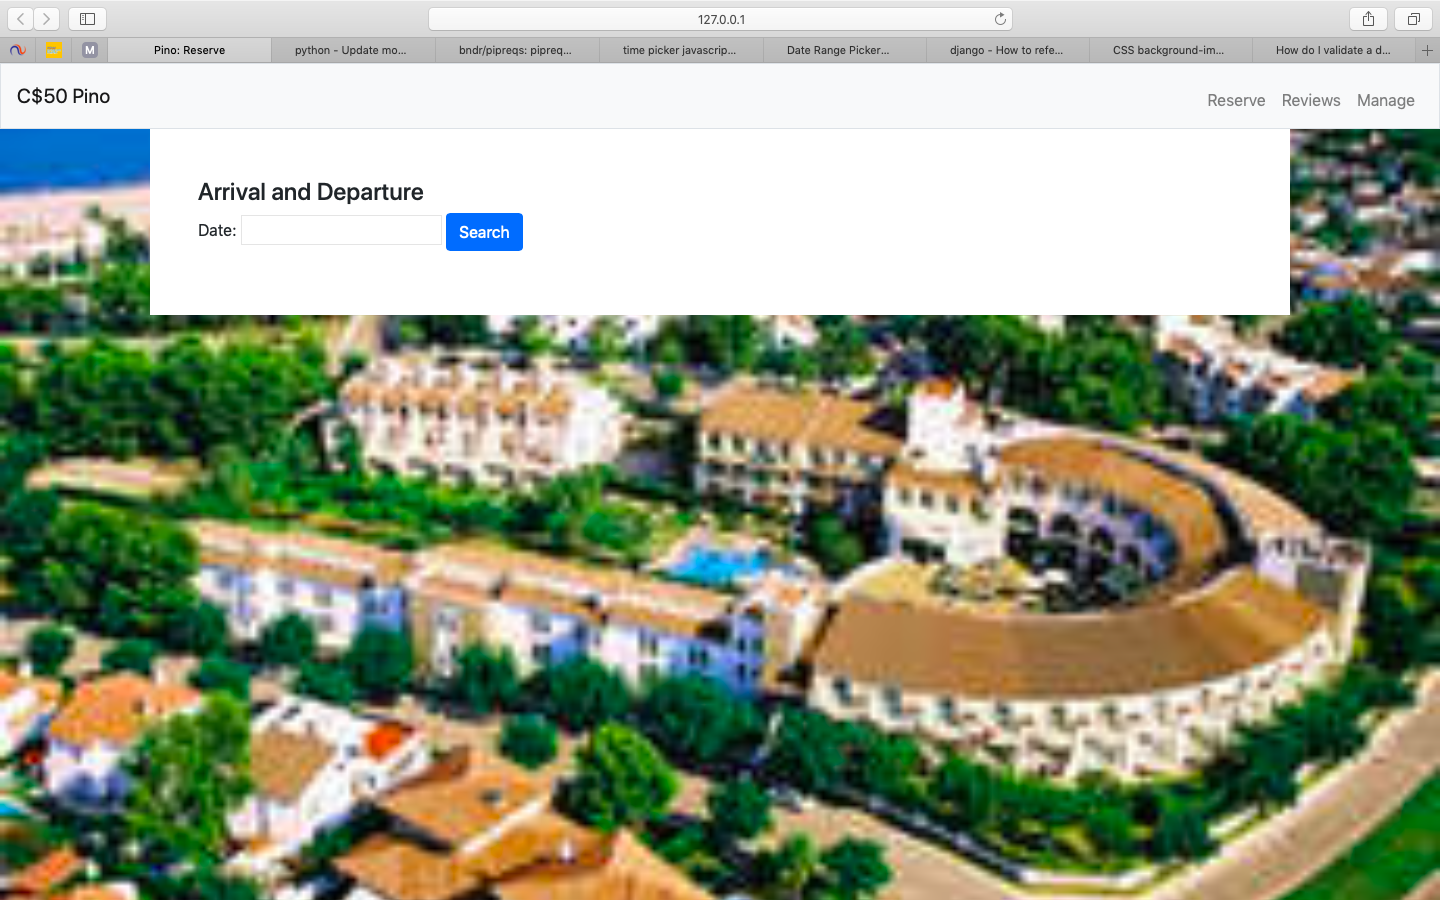 127.0.0.1
M
Pino: Reserve
python - Update mo...
bndr/pipreqs: pipreq...
time picker javascrip...
Date Range Picker...
django - How to refe...
CSS background-im...
How do I validate a d...
C$50 Pino
Reserve
Reviews
Manage
Arrival and Departure
Date:
Search